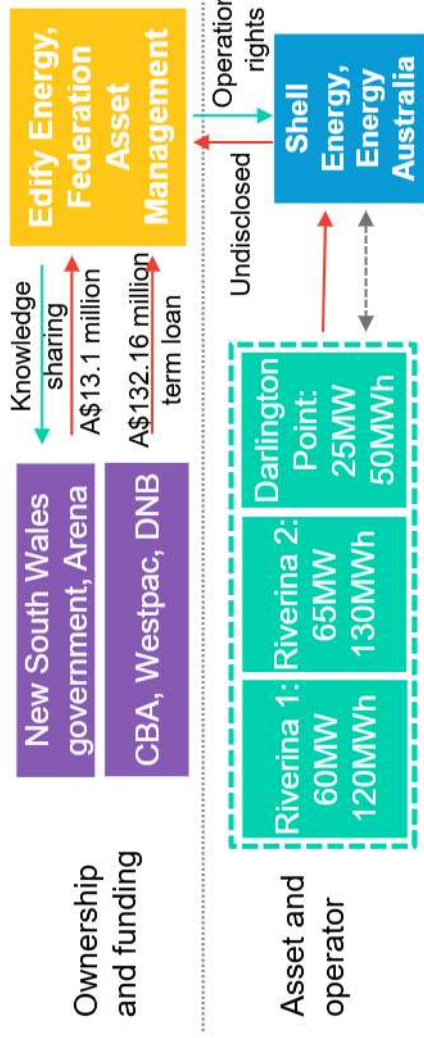 Ownership
and funding
New South Wales
government, Arena
CBA, Westpac, DNB
Knowledge
sharing
A$13.1 million
A$132.16 million
term loan
Edify Energy,
Federation
Asset
Management
Asset and
operator
Riverina 1:
60MW
120MWh
Riverina 2:
65MW
130MWh
Darlington
Point:
25MW
50MWh
Undisclosed
Operation
rights
Shell
Energy,
Energy
Australia